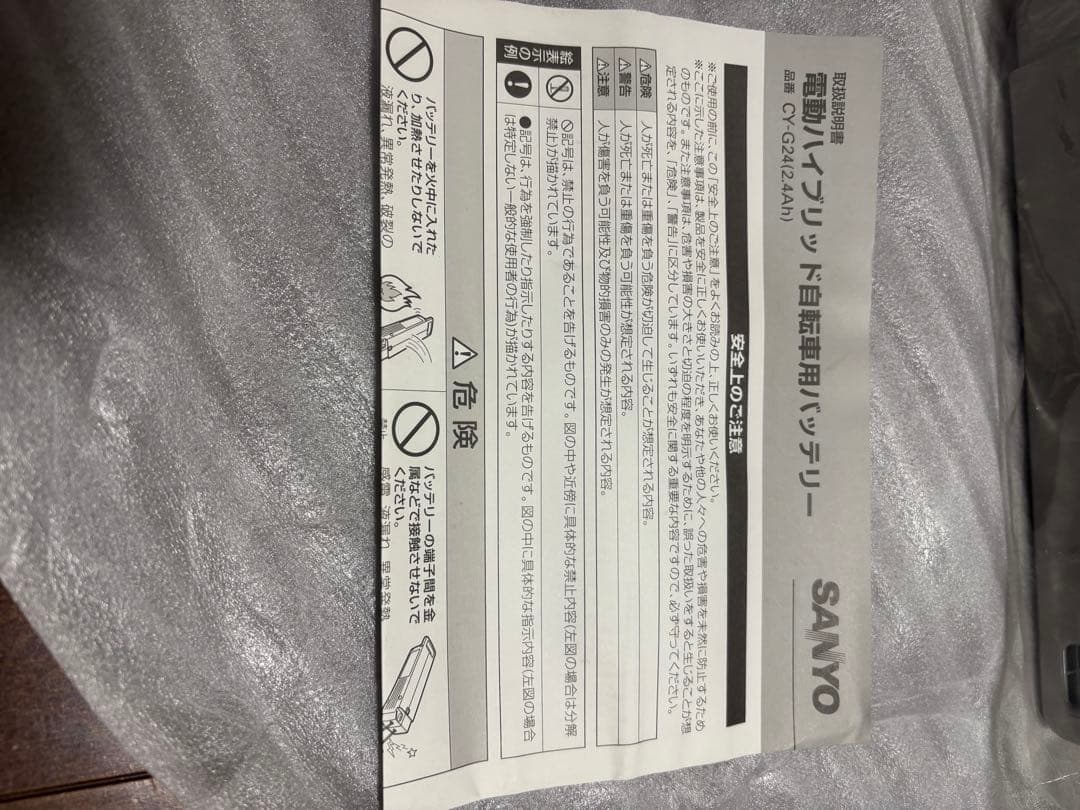 取扱説明書
電動ハイブリッド自転車用バッテリー
品番 CY-G24(2.4Ah)
SANYO
安全上のご注意
※ご使用の前に、この「安全上のご注意」をよくお読みの上、正しくお使いください。
※ここに示した注意事項は、製品を安全に正しくお使いいただき、あなたや他の人々への危害や損害を未然に防止するため
のものです。また注意事項は、危害や損害の大きさと切迫の程度を明示するために、誤った取扱いをすると生じることが想
定される内容を、「危険」、「警告」に区分しています。いずれも安全に関する重要な内容ですので、必ず守ってください。
⚠危険 人が死亡または重傷を負う危険が切迫して生じることが想定される内容。
⚠警告 人が死亡または重傷を負う可能性が想定される内容。
⚠注意 人が傷害を負う可能性及び物的損害のみの発生が想定される内容。
絵表示の例
⃠記号は、禁止の行為であることを告げるものです。図の中や近傍に具体的な禁止内容(左図の場合は分解
禁止)が描かれています。
●記号は、行為を強制したり指示したりする内容を告げるものです。図の中に具体的な指示内容(左図の場合
は特定しない一般的な使用者の行為)が描かれています。
⚠危険
バッテリーを火中に入れた
り、加熱させたりしないで
ください。
液漏れ、異常発熱、破裂の
禁止
バッテリーの端子間を金
属などで接触させないで
ください。
感電、液漏れ、異常発熱